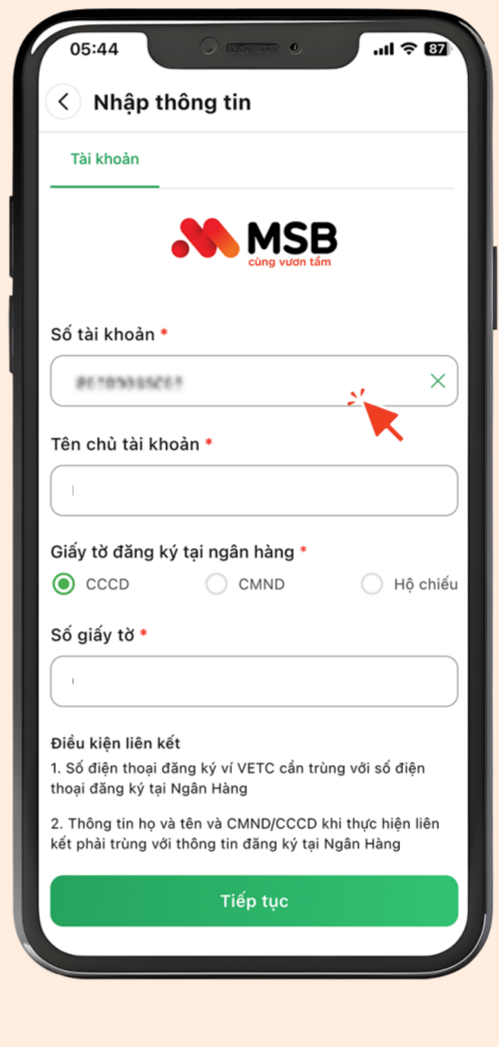 05:44
87
Nhập thông tin
Tài khoản
MSB
cùng vươn tầm
Số tài khoản *
Tên chủ tài khoản *
Giấy tờ đăng ký tại ngân hàng *
CCCD CMND Hộ chiếu
Số giấy tờ *
Điều kiện liên kết
1. Số điện thoại đăng ký ví VETC cần trùng với số điện
thoại đăng ký tại Ngân Hàng
2. Thông tin họ và tên và CMND/CCCD khi thực hiện liên
kết phải trùng với thông tin đăng ký tại Ngân Hàng
Tiếp tục